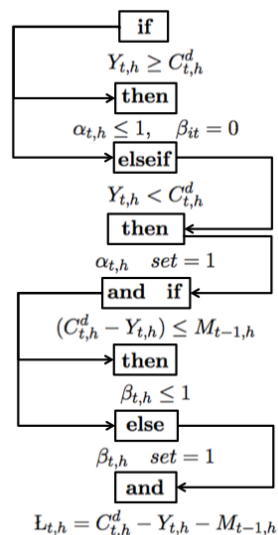 if
Y_{t,h} ≥ C^d_{t,h}
then
α_{t,h} ≤ 1, β_{it} = 0
elseif
Y_{t,h} < C^d_{t,h}
then
α_{t,h} set = 1
and if
(C^d_{t,h} − Y_{t,h}) ≤ M_{t−1,h}
then
β_{t,h} ≤ 1
else
β_{t,h} set = 1
and
Ł_{t,h} = C^d_{t,h} − Y_{t,h} − M_{t−1,h}